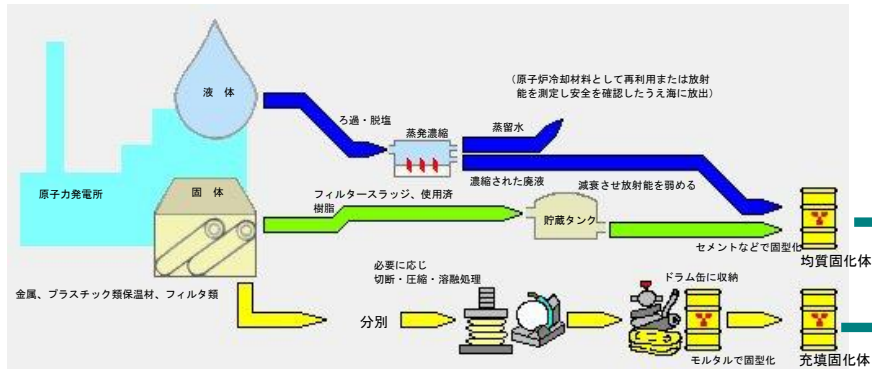 液 体
(原子炉冷却材料として再利用または放射
能を測定し安全を確認したうえ海に放出)
ろ過・脱塩
蒸発濃縮
蒸留水
濃縮された廃液
減衰させ放射能を弱める
原子力発電所
固 体
フィルタースラッジ、使用済
樹脂
貯蔵タンク
セメントなどで固型化
均質固化体
金属、プラスチック類保温材、フィルタ類
必要に応じ
切断・圧縮・溶融処理
分別
ドラム缶に収納
モルタルで固型化
充填固化体